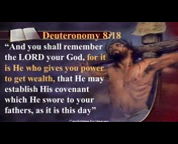 Deuteronomy 8:18
“And you shall remember
the LORD your God, for it
is He who gives you power
to get wealth, that He may
establish His covenant
which He swore to your
fathers, as it is this day”